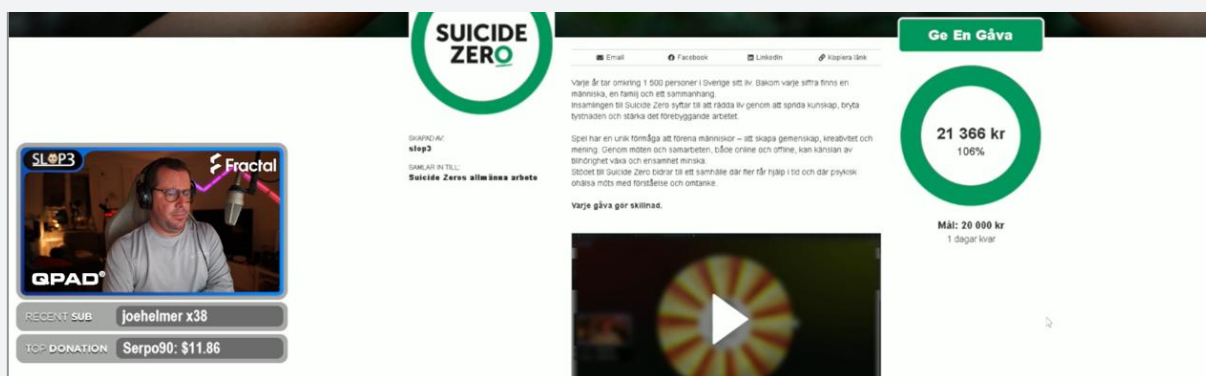 SUICIDE
ZERO
SKAPAD AV:
slop3
SAMLAR IN TILL:
Suicide Zeros allmänna arbete
Email
Facebook
LinkedIn
Kopiera länk
Varje år tar omkring 1 500 personer i Sverige sitt liv. Bakom varje siffra finns en
människa, en familj och ett sammanhang.
Insamlingen till Suicide Zero syftar till att rädda liv genom att sprida kunskap, bryta
tystnaden och stärka det förebyggande arbetet.
Spel har en unik förmåga att förena människor – att skapa gemenskap, kreativitet och
mening. Genom möten och samarbeten, både online och offline, kan känslan av
tillhörighet växa och ensamhet minska.
Stödet till Suicide Zero bidrar till ett samhälle där fler får hjälp i tid och där psykisk
ohälsa möts med förståelse och omtanke.
Varje gåva gör skillnad.
Ge En Gåva
21 366 kr
106%
Mål: 20 000 kr
1 dagar kvar
SLOP3
Fractal
QPAD®
RECENT SUB
joehelmer x38
TOP DONATION
Serpo90: $11.86